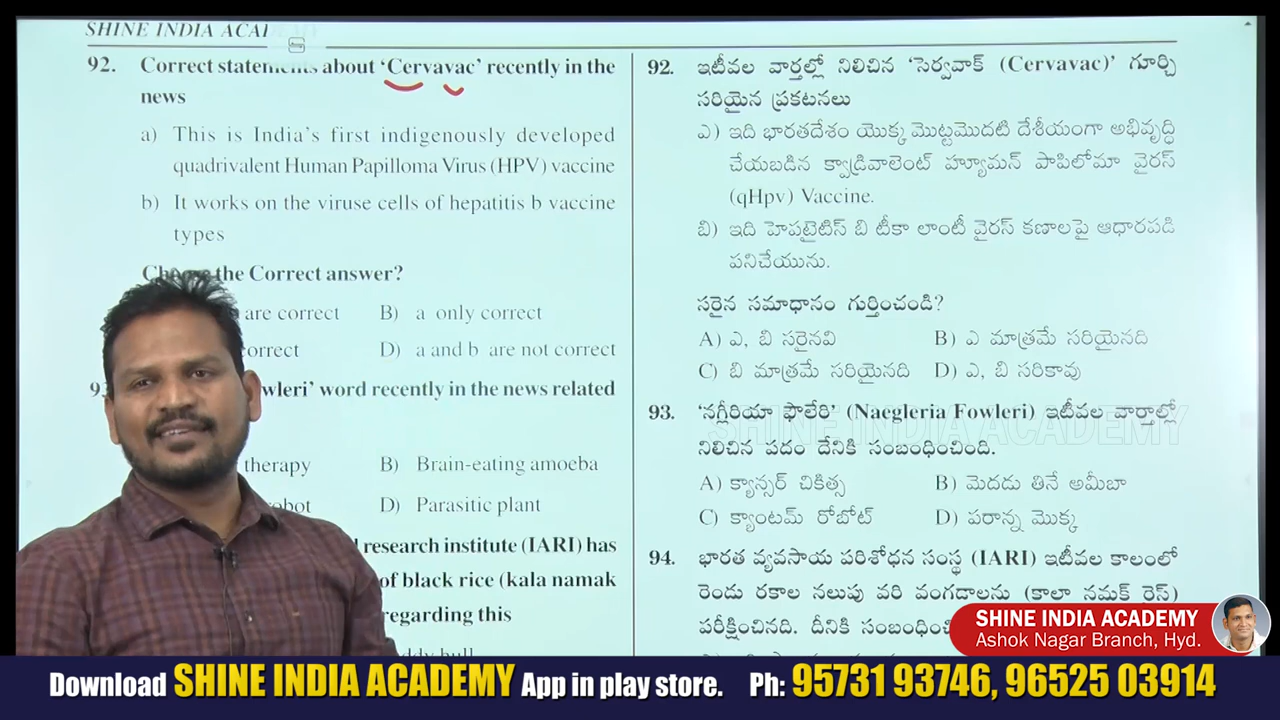 SHINE INDIA ACADEMY
92. Correct statements about ‘Cervavac’ recently in the
news
a) This is India’s first indigenously developed
quadrivalent Human Papilloma Virus (HPV) vaccine
b) It works on the viruse cells of hepatitis b vaccine
types
Choose the Correct answer?
are correct B) a only correct
correct D) a and b are not correct
93. wleri’ word recently in the news related
therapy B) Brain-eating amoeba
robot D) Parasitic plant
research institute (IARI) has
of black rice (kala namak
regarding this
92. ఇటీవల వార్తల్లో నిలిచిన ‘సెర్వవాక్ (Cervavac)’ గూర్చి
సరియైన ప్రకటనలు
ఎ) ఇది భారతదేశం యొక్క మొట్టమొదటి దేశీయంగా అభివృద్ధి
చేయబడిన క్వాడ్రివాలెంట్ హ్యూమన్ పాపిలోమా వైరస్
(qHpv) Vaccine.
బి) ఇది హెపటైటిస్ బి టీకా లాంటి వైరస్ కణాలపై ఆధారపడి
పనిచేయును.
సరైన సమాధానం గుర్తించండి?
A) ఎ, బి సరైనవి B) ఎ మాత్రమే సరియైనది
C) బి మాత్రమే సరియైనది D) ఎ, బి సరికావు
93. ‘నగ్లీరియా ఫౌలేరి’ (Naegleria Fowleri) ఇటీవల వార్తాల్లో
నిలిచిన పదం దేనికి సంబంధించింది.
A) క్యాన్సర్ చికిత్స B) మెదడు తినే అమీబా
C) క్వాంటమ్ రోబోట్ D) పరాన్న మొక్క
94. భారత వ్యవసాయ పరిశోధన సంస్థ (IARI) ఇటీవల కాలంలో
రెండు రకాల నలుపు వరి వంగడాలను (కాలా నమక్ రైస్)
పరీక్షించినది. దీనికి
SHINE INDIA ACADEMY
SHINE INDIA ACADEMY
Ashok Nagar Branch, Hyd.
Download SHINE INDIA ACADEMY App in play store. Ph: 95731 93746, 96525 03914